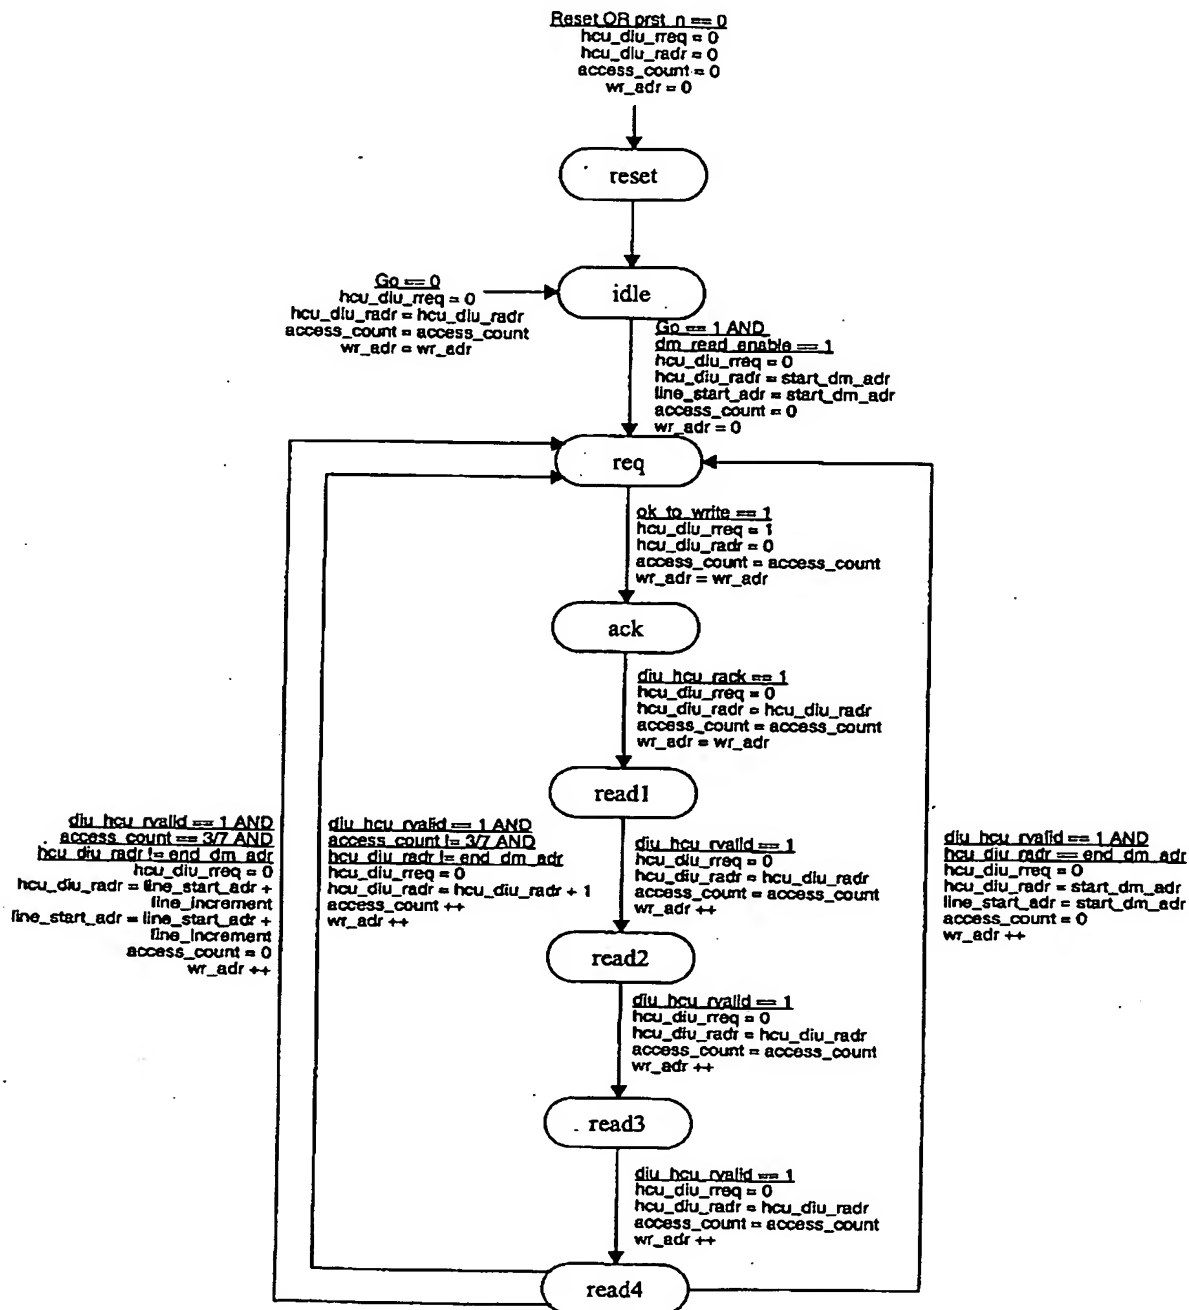 Reset OR prst_n == 0
hcu_diu_rreq = 0
hcu_diu_radr = 0
access_count = 0
wr_adr = 0
reset
Go == 0
hcu_diu_rreq = 0
hcu_diu_radr = hcu_diu_radr
access_count = access_count
wr_adr = wr_adr
idle
Go == 1 AND
dm_read_enable == 1
hcu_diu_rreq = 0
hcu_diu_radr = start_dm_adr
line_start_adr = start_dm_adr
access_count = 0
wr_adr = 0
req
ok_to_write == 1
hcu_diu_rreq = 1
hcu_diu_radr = 0
access_count = access_count
wr_adr = wr_adr
ack
diu_hcu_rack == 1
hcu_diu_rreq = 0
hcu_diu_radr = hcu_diu_radr
access_count = access_count
wr_adr = wr_adr
read1
diu_hcu_rvalid == 1 AND
access_count == 3/7 AND
hcu_diu_radr != end_dm_adr
hcu_diu_rreq = 0
hcu_diu_radr = line_start_adr +
line_increment
line_start_adr = line_start_adr +
line_increment
access_count = 0
wr_adr ++
diu_hcu_rvalid == 1 AND
access_count != 3/7 AND
hcu_diu_radr != end_dm_adr
hcu_diu_rreq = 0
hcu_diu_radr = hcu_diu_radr + 1
access_count ++
wr_adr ++
diu_hcu_rvalid == 1
hcu_diu_rreq = 0
hcu_diu_radr = hcu_diu_radr
access_count = access_count
wr_adr ++
diu_hcu_rvalid == 1 AND
hcu_diu_radr == end_dm_adr
hcu_diu_rreq = 0
hcu_diu_radr = start_dm_adr
line_start_adr = start_dm_adr
access_count = 0
wr_adr ++
read2
diu_hcu_rvalid == 1
hcu_diu_rreq = 0
hcu_diu_radr = hcu_diu_radr
access_count = access_count
wr_adr ++
read3
diu_hcu_rvalid == 1
hcu_diu_rreq = 0
hcu_diu_radr = hcu_diu_radr
access_count = access_count
wr_adr ++
read4